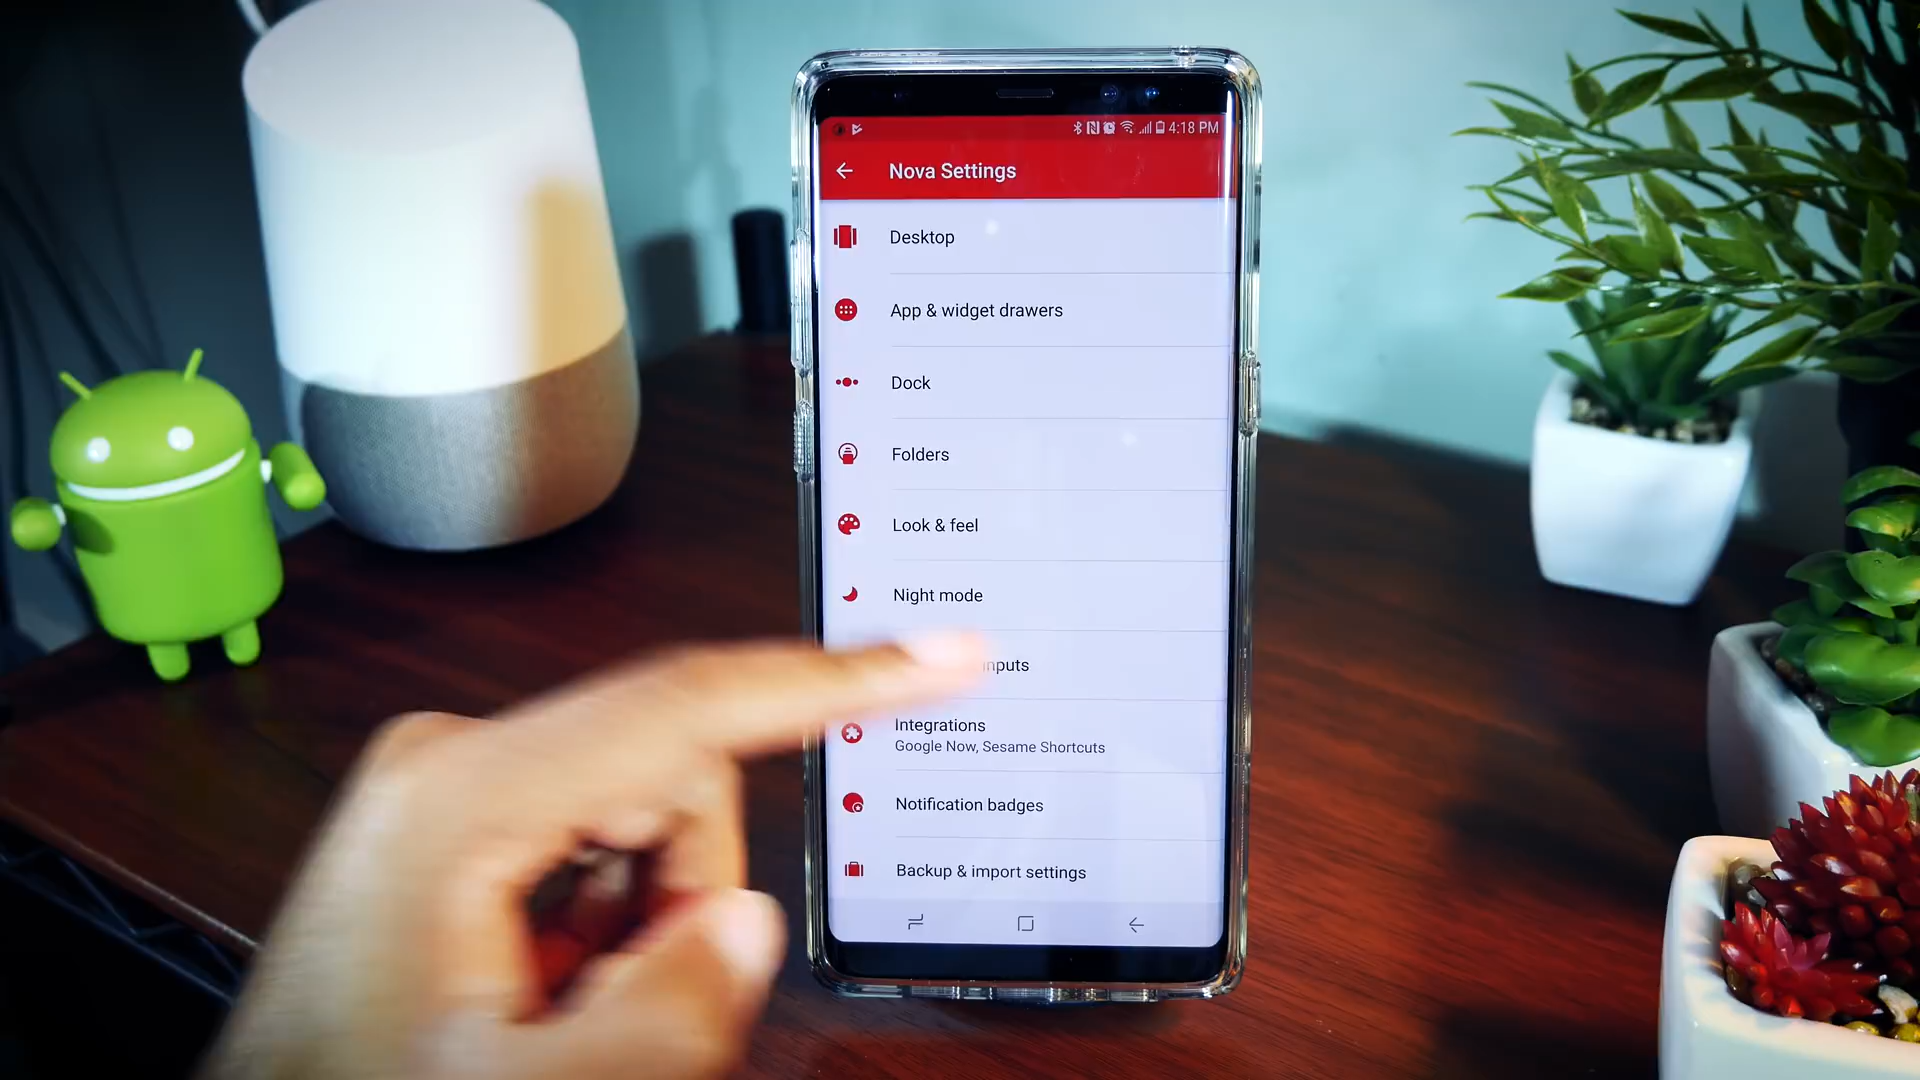 4:18 PM
Nova Settings
Desktop
App & widget drawers
Dock
Folders
Look & feel
Night mode
inputs
Integrations
Google Now, Sesame Shortcuts
Notification badges
Backup & import settings